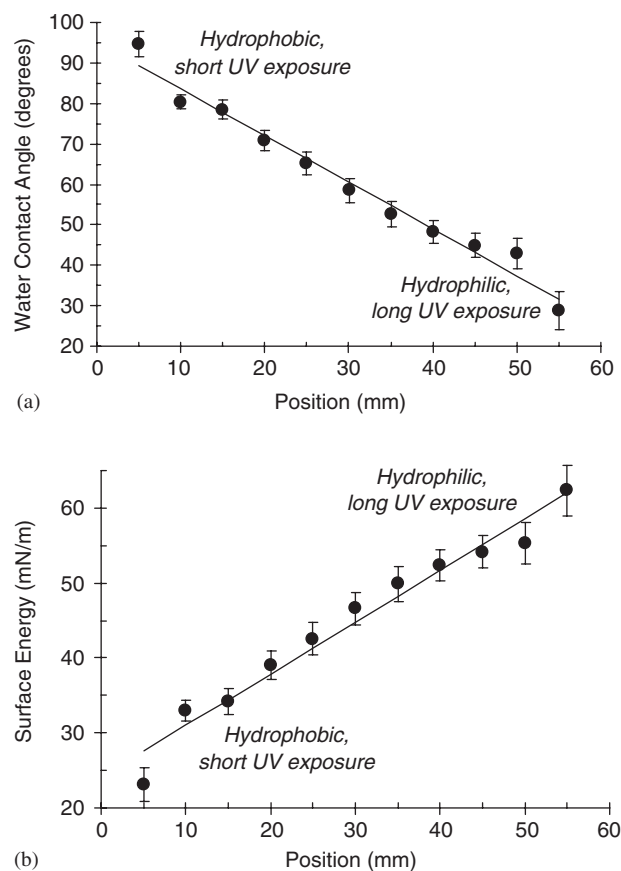 100
90
80
70
60
50
40
30
20
Water Contact Angle (degrees)
Hydrophobic,
short UV exposure
Hydrophilic,
long UV exposure
0 10 20 30 40 50 60
Position (mm)
(a)
60
50
40
30
20
Surface Energy (mN/m)
Hydrophilic,
long UV exposure
Hydrophobic,
short UV exposure
0 10 20 30 40 50 60
Position (mm)
(b)